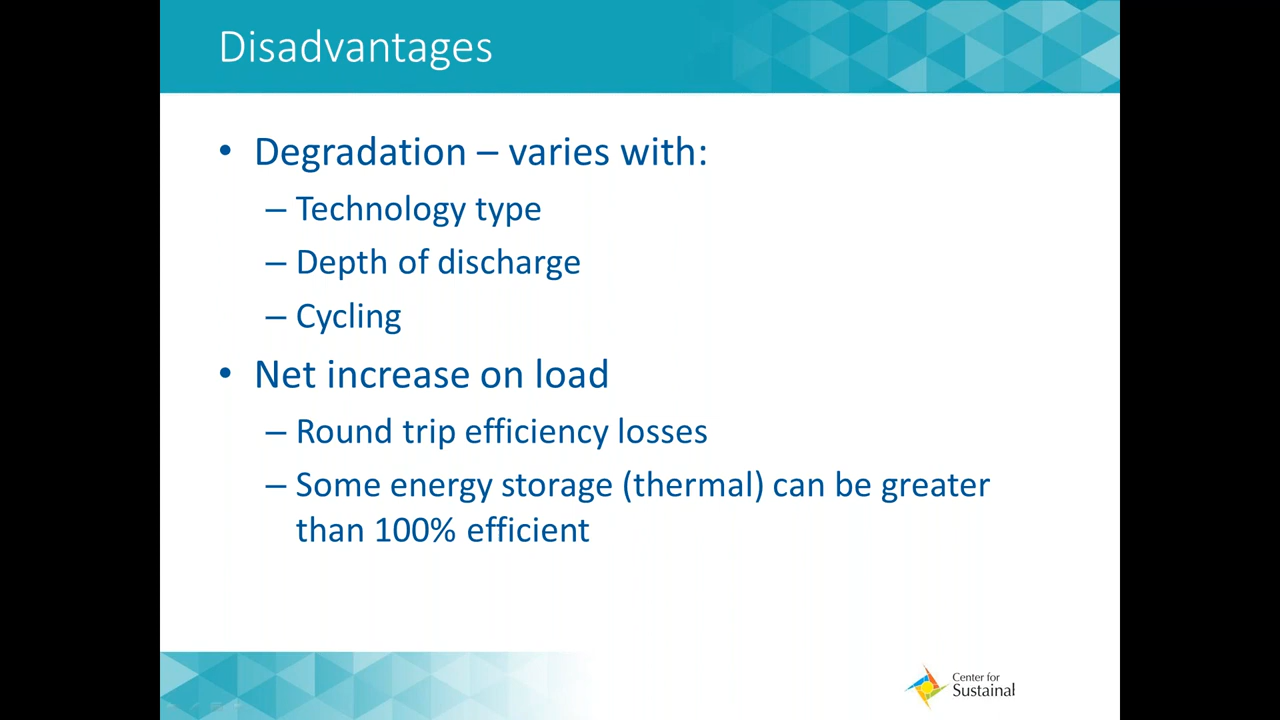 Disadvantages
• Degradation – varies with:
– Technology type
– Depth of discharge
– Cycling
• Net increase on load
– Round trip efficiency losses
– Some energy storage (thermal) can be greater
than 100% efficient
Center for
Sustainal